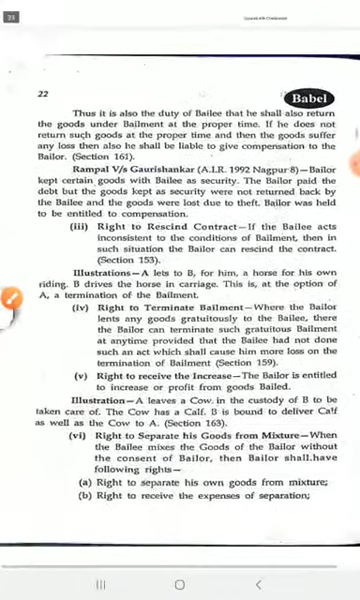 33
22
Babel
Thus it is also the duty of Bailee that he shall also return
the goods under Bailment at the proper time. If he does not
return such goods at the proper time and then the goods suffer
any loss then also he shall be liable to give compensation to the
Bailor. (Section 161).
Rampal V/s Gaurishankar (A.I.R. 1992 Nagpur 8)—Bailor
kept certain goods with Bailee as security. The Bailor paid the
debt but the goods kept as security were not returned back by
the Bailee and the goods were lost due to theft. Bailor was held
to be entitled to compensation.
(iii) Right to Rescind Contract—If the Bailee acts
inconsistent to the conditions of Bailment, then in
such situation the Bailor can rescind the contract.
(Section 153).
Illustrations—A lets to B, for him, a horse for his own
riding. B drives the horse in carriage. This is, at the option of
A, a termination of the Bailment.
(iv) Right to Terminate Bailment—Where the Bailor
lents any goods gratuitously to the Bailee, there
the Bailor can terminate such gratuitous Bailment
at anytime provided that the Bailee had not done
such an act which shall cause him more loss on the
termination of Bailment (Section 159).
(v) Right to receive the Increase—The Bailor is entitled
to increase or profit from goods Bailed.
Illustration—A leaves a Cow in the custody of B to be
taken care of. The Cow has a Calf. B is bound to deliver Calf
as well as the Cow to A. (Section 163).
(vi) Right to Separate his Goods from Mixture—When
the Bailee mixes the Goods of the Bailor without
the consent of Bailor, then Bailor shall have
following rights—
(a) Right to separate his own goods from mixture;
(b) Right to receive the expenses of separation;